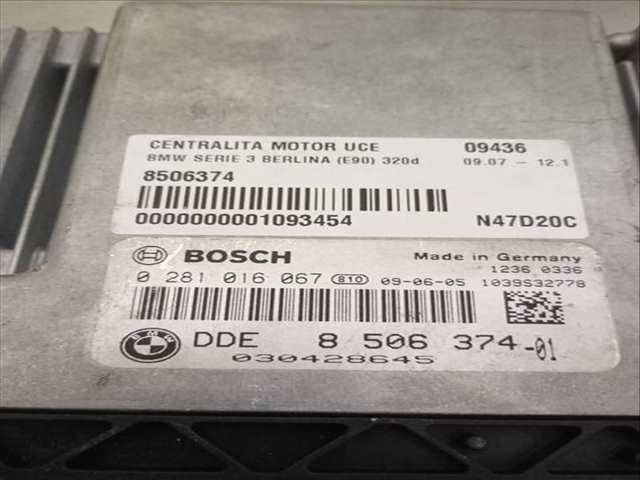 CENTRALITA MOTOR UCE 09436
BMW SERIE 3 BERLINA (E90) 320d 09.07 - 12.1
8506374
0000000001093454 N47D20C
BOSCH Made in Germany
1236 0336
0 281 016 067 810 09-06-05 1039S32778
BMW DDE 8 506 374-01
030428645